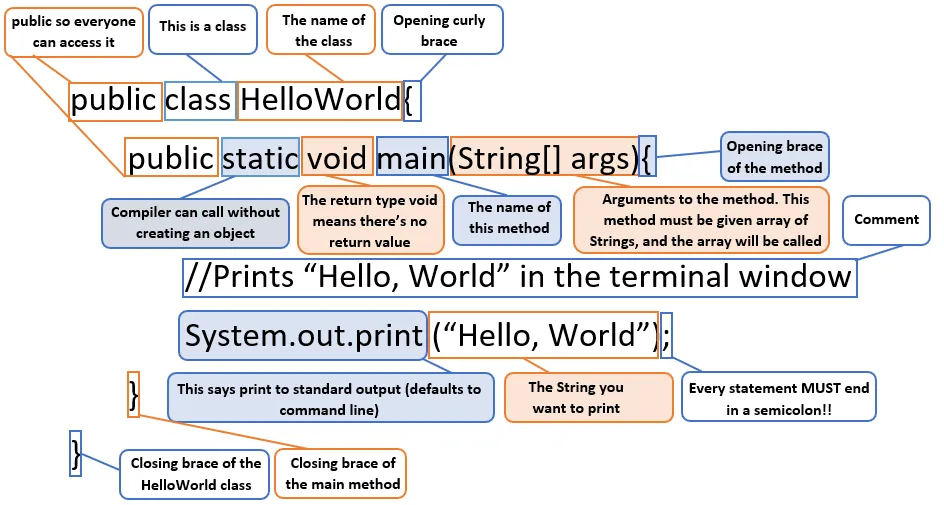 public so everyone
can access it
This is a class
The name of
the class
Opening curly
brace
public class HelloWorld{
public static void main(String[] args){
Opening brace
of the method
Compiler can call without
creating an object
The return type void
means there’s no
return value
The name of
this method
Arguments to the method. This
method must be given array of
Strings, and the array will be called
Comment
//Prints “Hello, World” in the terminal window
System.out.print(“Hello, World”);
}
This says print to standard output (defaults to
command line)
The String you
want to print
Every statement MUST end
in a semicolon!!
}
Closing brace of the
HelloWorld class
Closing brace of
the main method